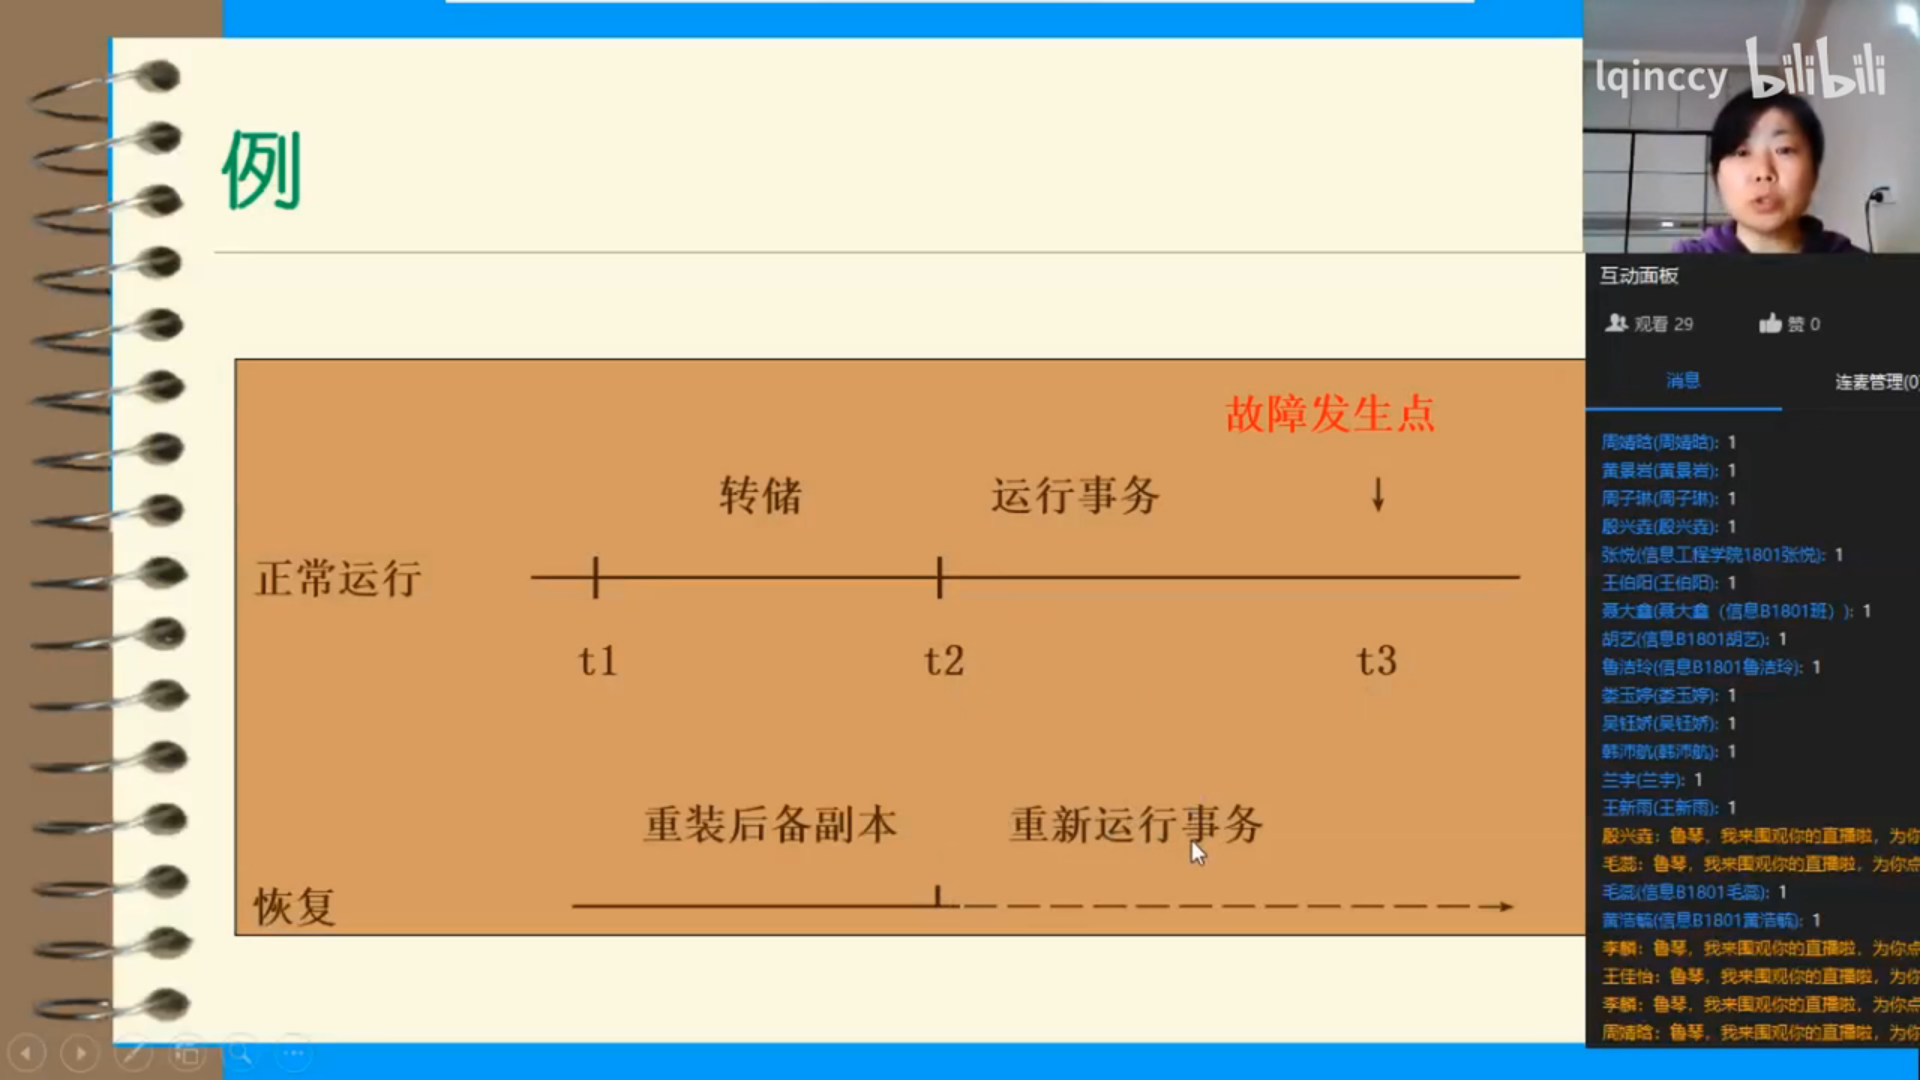 例
故障发生点
转储
运行事务
正常运行
t1
t2
t3
重装后备副本
重新运行事务
恢复
lqinccy bilibili
互动面板
观看 29
赞 0
消息
连麦管理(0
周婧晗(周婧晗): 1
黄景岩(黄景岩): 1
周子琳(周子琳): 1
殷兴垚(殷兴垚): 1
张悦(信息工程学院1801张悦): 1
王伯阳(王伯阳): 1
聂大鑫(聂大鑫（信息B1801班）): 1
胡艺(信息B1801胡艺): 1
鲁洁玲(信息B1801鲁洁玲): 1
娄玉婷(娄玉婷): 1
吴钰娇(吴钰娇): 1
韩沛航(韩沛航): 1
兰宇(兰宇): 1
王新雨(王新雨): 1
殷兴垚: 鲁琴，我来围观你的直播啦，为你
毛蕊: 鲁琴，我来围观你的直播啦，为你点
毛蕊(信息B1801毛蕊): 1
黄浩毓(信息B1801黄浩毓): 1
李麟: 鲁琴，我来围观你的直播啦，为你点
王佳怡: 鲁琴，我来围观你的直播啦，为你
李麟: 鲁琴，我来围观你的直播啦，为你点
周婧晗: 鲁琴，我来围观你的直播啦，为你